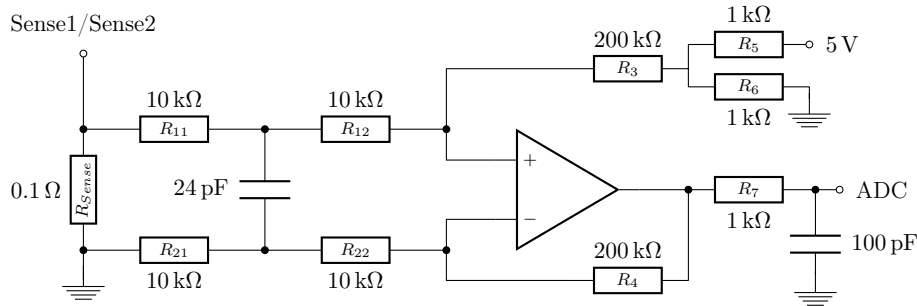 Sense1/Sense2
1 kΩ
R5
5 V
200 kΩ
R3
R6
1 kΩ
10 kΩ
R11
10 kΩ
R12
0.1 Ω
RSense
24 pF
+
−
R7
ADC
1 kΩ
100 pF
R21
10 kΩ
R22
10 kΩ
200 kΩ
R4